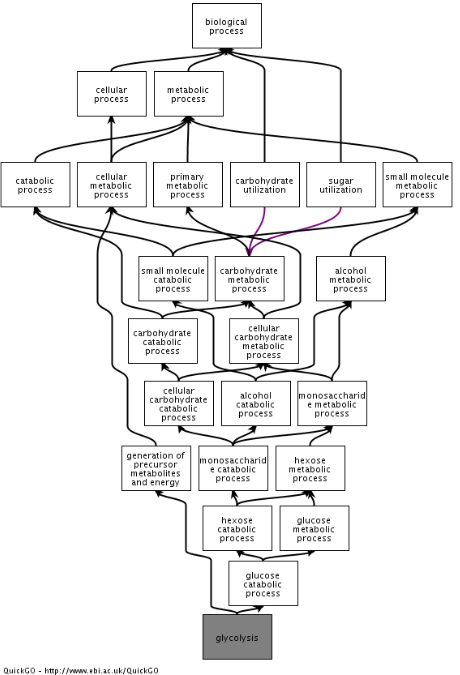 biological
process
cellular
process
metabolic
process
catabolic
process
cellular
metabolic
process
primary
metabolic
process
carbohydrate
utilization
sugar
utilization
small molecule
metabolic
process
small molecule
catabolic
process
carbohydrate
metabolic
process
alcohol
metabolic
process
carbohydrate
catabolic
process
cellular
carbohydrate
metabolic
process
cellular
carbohydrate
catabolic
process
alcohol
catabolic
process
monosaccharid
e metabolic
process
generation of
precursor
metabolites
and energy
monosaccharid
e catabolic
process
hexose
metabolic
process
hexose
catabolic
process
glucose
metabolic
process
glucose
catabolic
process
glycolysis
QuickGO - http://www.ebi.ac.uk/QuickGO